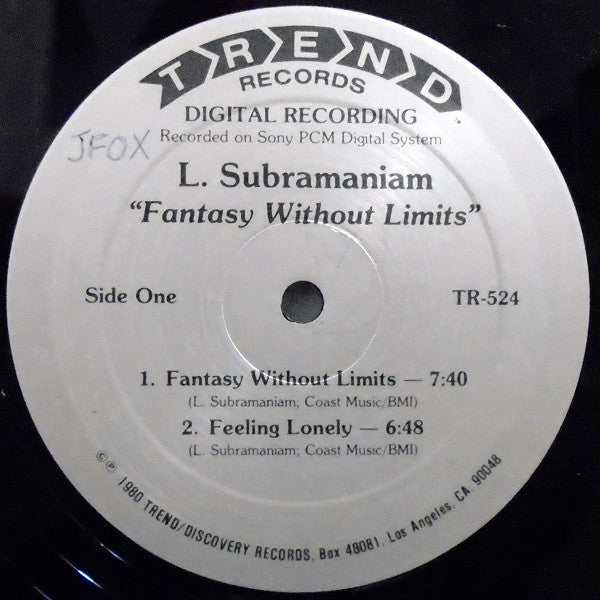 TREND
RECORDS
DIGITAL RECORDING
Recorded on Sony PCM Digital System
JFOX
L. Subramaniam
“Fantasy Without Limits”
Side One
TR-524
1. Fantasy Without Limits — 7:40
(L. Subramaniam; Coast Music/BMI)
2. Feeling Lonely — 6:48
(L. Subramaniam; Coast Music/BMI)
©℗ 1980 TREND/DISCOVERY RECORDS, Box 48081, Los Angeles, CA. 90048